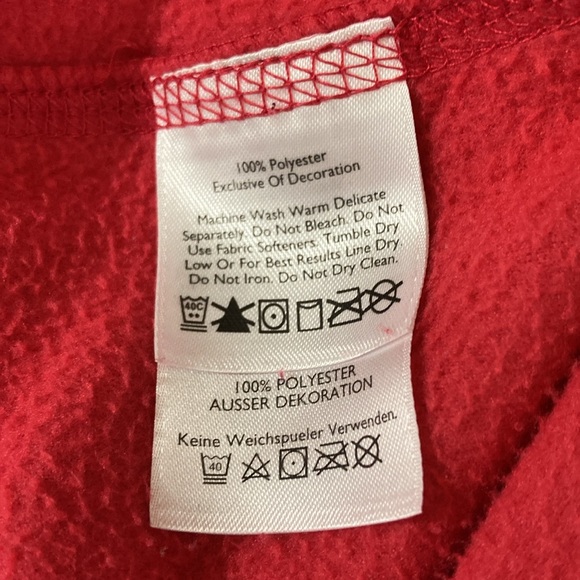 100% Polyester
Exclusive Of Decoration
Machine Wash Warm Delicate
Separately. Do Not Bleach. Do Not
Use Fabric Softeners. Tumble Dry
Low Or For Best Results Line Dry.
Do Not Iron. Do Not Dry Clean.
40C
100% POLYESTER
AUSSER DEKORATION
Keine Weichspueler Verwenden.
40